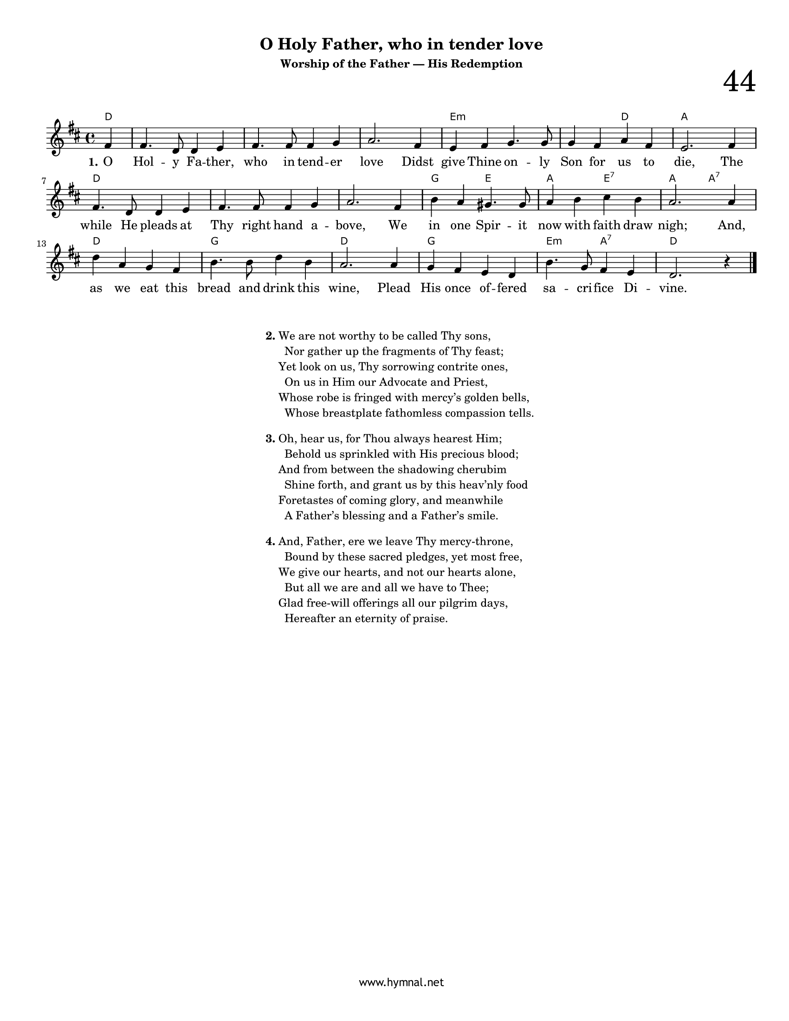 O Holy Father, who in tender love
Worship of the Father — His Redemption
44
D Em D A
1. O Hol - y Fa-ther, who in tend-er love Didst give Thine on - ly Son for us to die, The
7 D G E A E7 A A7
while He pleads at Thy right hand a - bove, We in one Spir - it now with faith draw nigh; And,
13 D G D G Em A7 D
as we eat this bread and drink this wine, Plead His once of-fered sa - crifice Di - vine.
2. We are not worthy to be called Thy sons,
Nor gather up the fragments of Thy feast;
Yet look on us, Thy sorrowing contrite ones,
On us in Him our Advocate and Priest,
Whose robe is fringed with mercy's golden bells,
Whose breastplate fathomless compassion tells.
3. Oh, hear us, for Thou always hearest Him;
Behold us sprinkled with His precious blood;
And from between the shadowing cherubim
Shine forth, and grant us by this heav'nly food
Foretastes of coming glory, and meanwhile
A Father's blessing and a Father's smile.
4. And, Father, ere we leave Thy mercy-throne,
Bound by these sacred pledges, yet most free,
We give our hearts, and not our hearts alone,
But all we are and all we have to Thee;
Glad free-will offerings all our pilgrim days,
Hereafter an eternity of praise.
www.hymnal.net